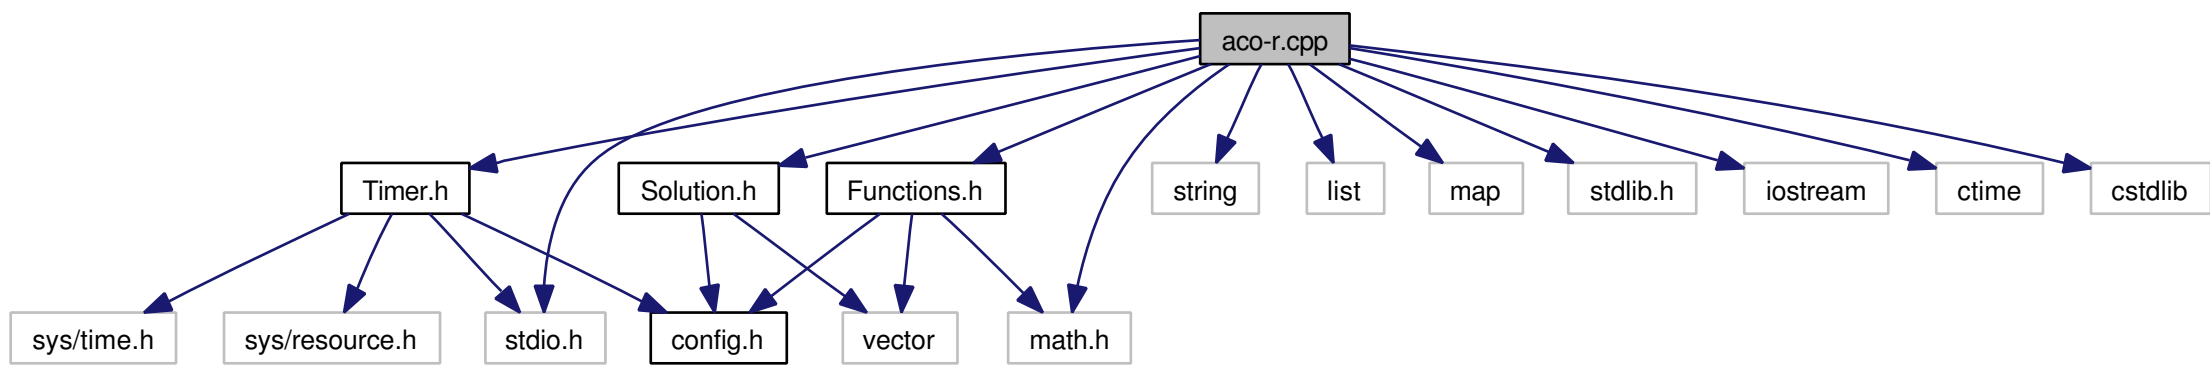 aco-r.cpp
Timer.h
Solution.h
Functions.h
string
list
map
stdlib.h
iostream
ctime
cstdlib
sys/time.h
sys/resource.h
stdio.h
config.h
vector
math.h